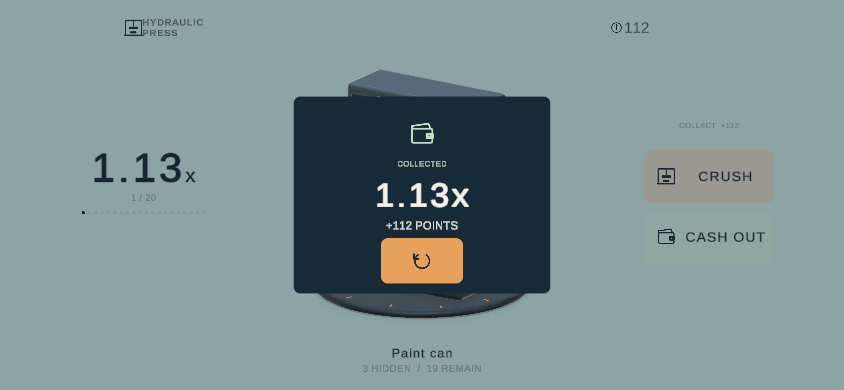 HYDRAULIC
PRESS
112
1.13x
1 / 20
COLLECTED
1.13x
+112 POINTS
COLLECT +112
CRUSH
CASH OUT
Paint can
3 HIDDEN / 19 REMAIN